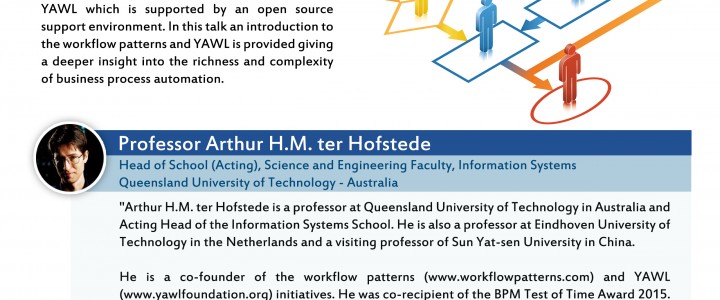 YAWL which is supported by an open source
support environment. In this talk an introduction to
the workflow patterns and YAWL is provided giving
a deeper insight into the richness and complexity
of business process automation.
Professor Arthur H.M. ter Hofstede
Head of School (Acting), Science and Engineering Faculty, Information Systems
Queensland University of Technology - Australia
"Arthur H.M. ter Hofstede is a professor at Queensland University of Technology in Australia and
Acting Head of the Information Systems School. He is also a professor at Eindhoven University of
Technology in the Netherlands and a visiting professor of Sun Yat-sen University in China.
He is a co-founder of the workflow patterns (www.workflowpatterns.com) and YAWL
(www.yawlfoundation.org) initiatives. He was co-recipient of the BPM Test of Time Award 2015.